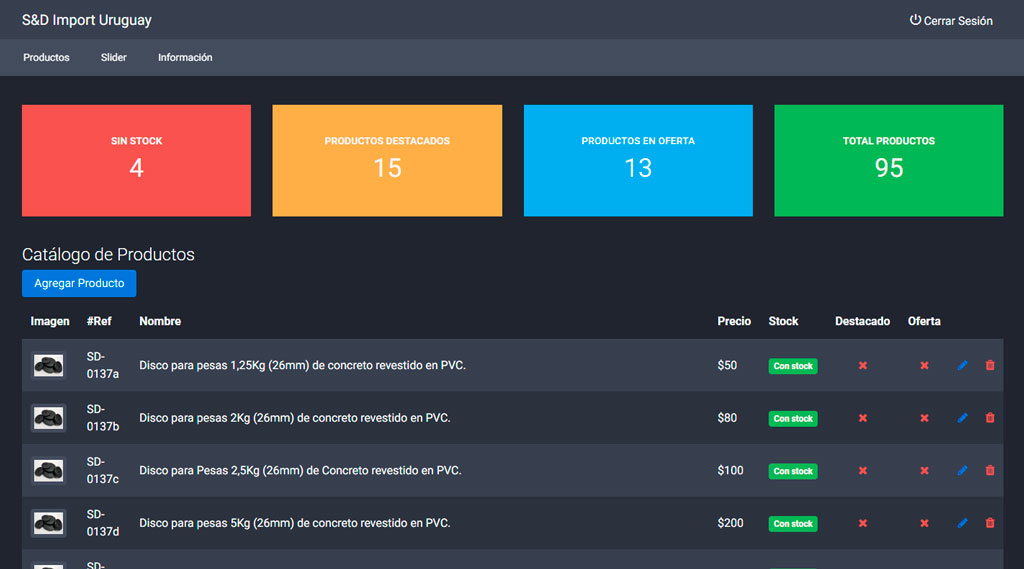 S&D Import Uruguay
Cerrar Sesión
Productos Slider Información
SIN STOCK
4
PRODUCTOS DESTACADOS
15
PRODUCTOS EN OFERTA
13
TOTAL PRODUCTOS
95
Catálogo de Productos
Agregar Producto
Imagen #Ref Nombre Precio Stock Destacado Oferta
SD-
0137a
Disco para pesas 1,25Kg (26mm) de concreto revestido en PVC. $50 Con stock
SD-
0137b
Disco para pesas 2Kg (26mm) de concreto revestido en PVC. $80 Con stock
SD-
0137c
Disco para Pesas 2,5Kg (26mm) de Concreto revestido en PVC. $100 Con stock
SD-
0137d
Disco para pesas 5Kg (26mm) de concreto revestido en PVC. $200 Con stock
SD-